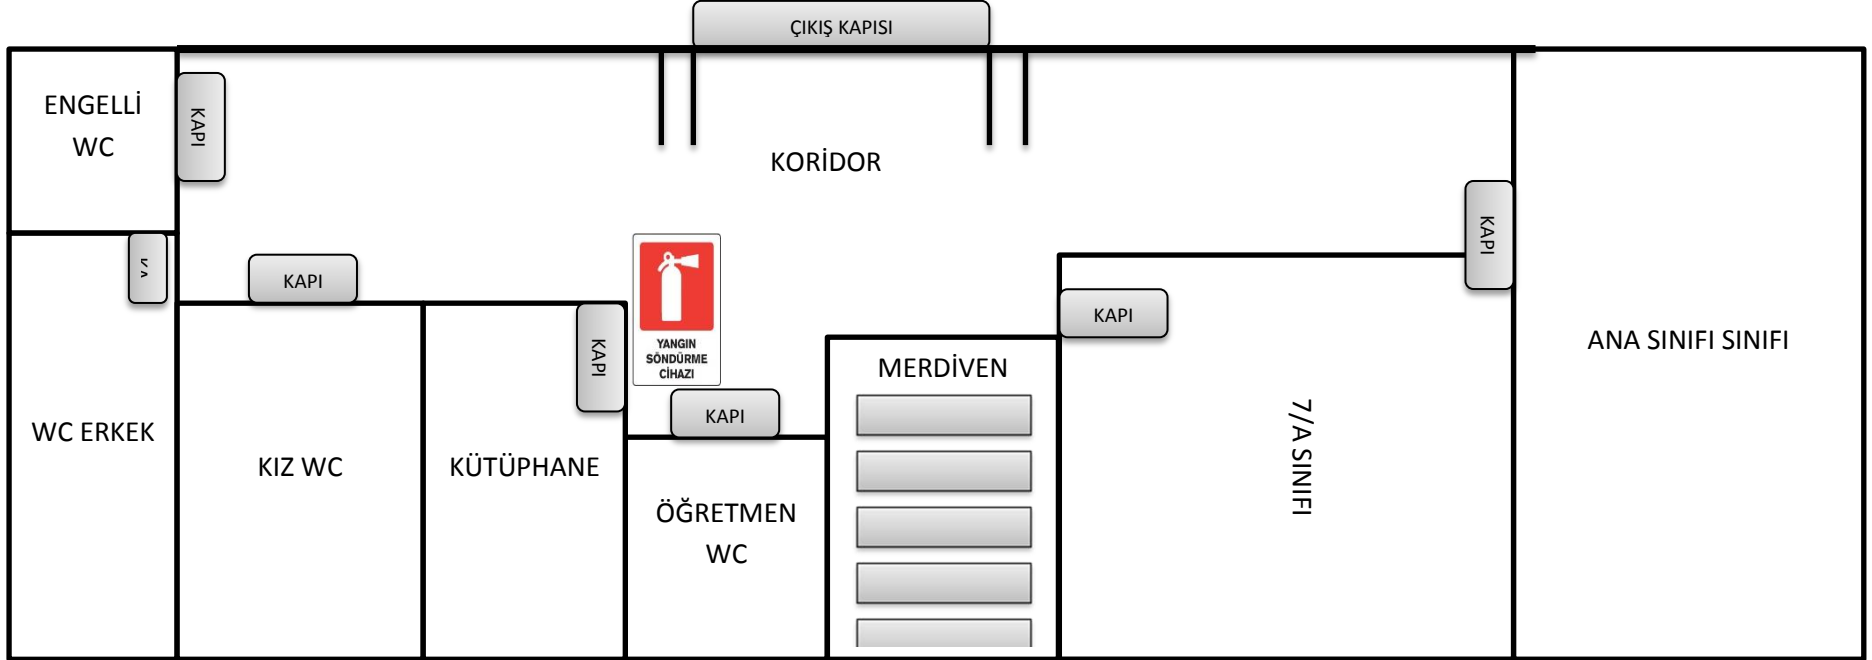 ÇIKIŞ KAPISI
ENGELLİ
WC
KAPI
KORİDOR
KAPI
KAPI
KAPI
YANGIN
SÖNDÜRME
CİHAZI
KAPI
KAPI
MERDİVEN
ANA SINIFI SINIFI
WC ERKEK
KIZ WC
KÜTÜPHANE
7/A SINIFI
ÖĞRETMEN
WC